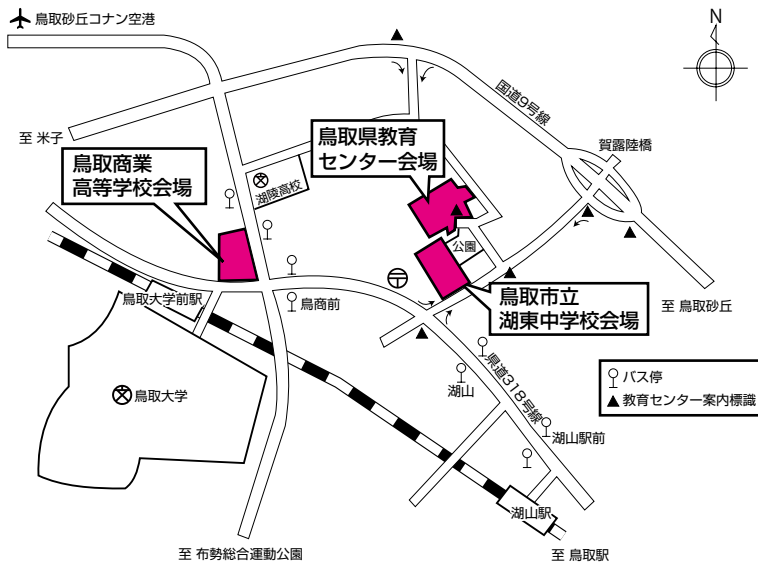 鳥取砂丘コナン空港
N
国道9号線
至 米子
鳥取県教育
センター会場
賀露陸橋
鳥取商業
高等学校会場
湖陵高校
公園
鳥取大学前駅
鳥商前
鳥取市立
湖東中学校会場
至 鳥取砂丘
鳥取大学
湖山
県道318号線
バス停
教育センター案内標識
湖山駅前
湖山駅
至 布勢総合運動公園
至 鳥取駅